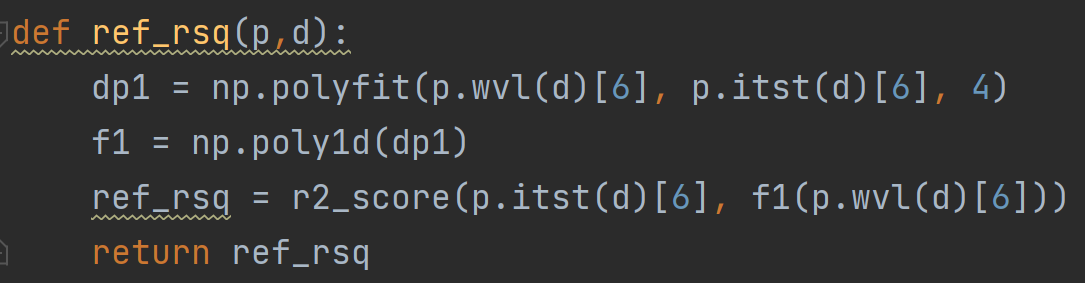 def ref_rsq(p,d):
    dp1 = np.polyfit(p.wvl(d)[6], p.itst(d)[6], 4)
    f1 = np.poly1d(dp1)
    ref_rsq = r2_score(p.itst(d)[6], f1(p.wvl(d)[6]))
    return ref_rsq